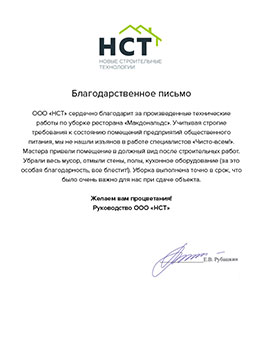 НСТ
НОВЫЕ СТРОИТЕЛЬНЫЕ
ТЕХНОЛОГИИ
Благодарственное письмо
ООО «НСТ» сердечно благодарит за произведенные технические
работы по уборке ресторана «Макдональдс». Учитывая строгие
требования к состоянию помещений предприятий общественного
питания, мы не нашли изъянов в работе специалистов «Чисто-всем!».
Мастера привели помещение в должный вид после строительных работ.
Убрали весь мусор, отмыли стены, полы, кухонное оборудование (за это
особая благодарность, все блестит!). Уборка выполнена точно в срок, что
было очень важно для нас при сдаче объекта.
Желаем вам процветания!
Руководство ООО «НСТ»
Е.В. Рубашкин